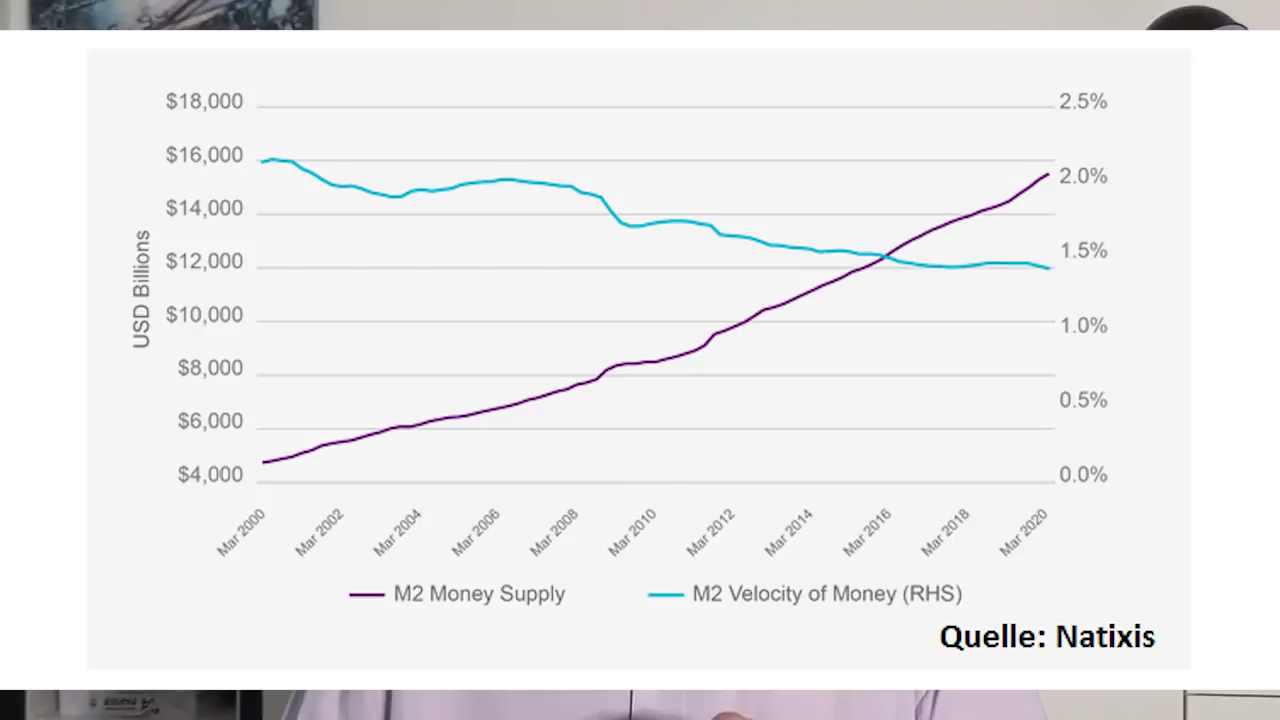 $18,000
$16,000
$14,000
$12,000
$10,000
$8,000
$6,000
$4,000
USD Billions
2.5%
2.0%
1.5%
1.0%
0.5%
0.0%
Mar 2000
Mar 2002
Mar 2004
Mar 2006
Mar 2008
Mar 2010
Mar 2012
Mar 2014
Mar 2016
Mar 2018
Mar 2020
M2 Money Supply
M2 Velocity of Money (RHS)
Quelle: Natixis